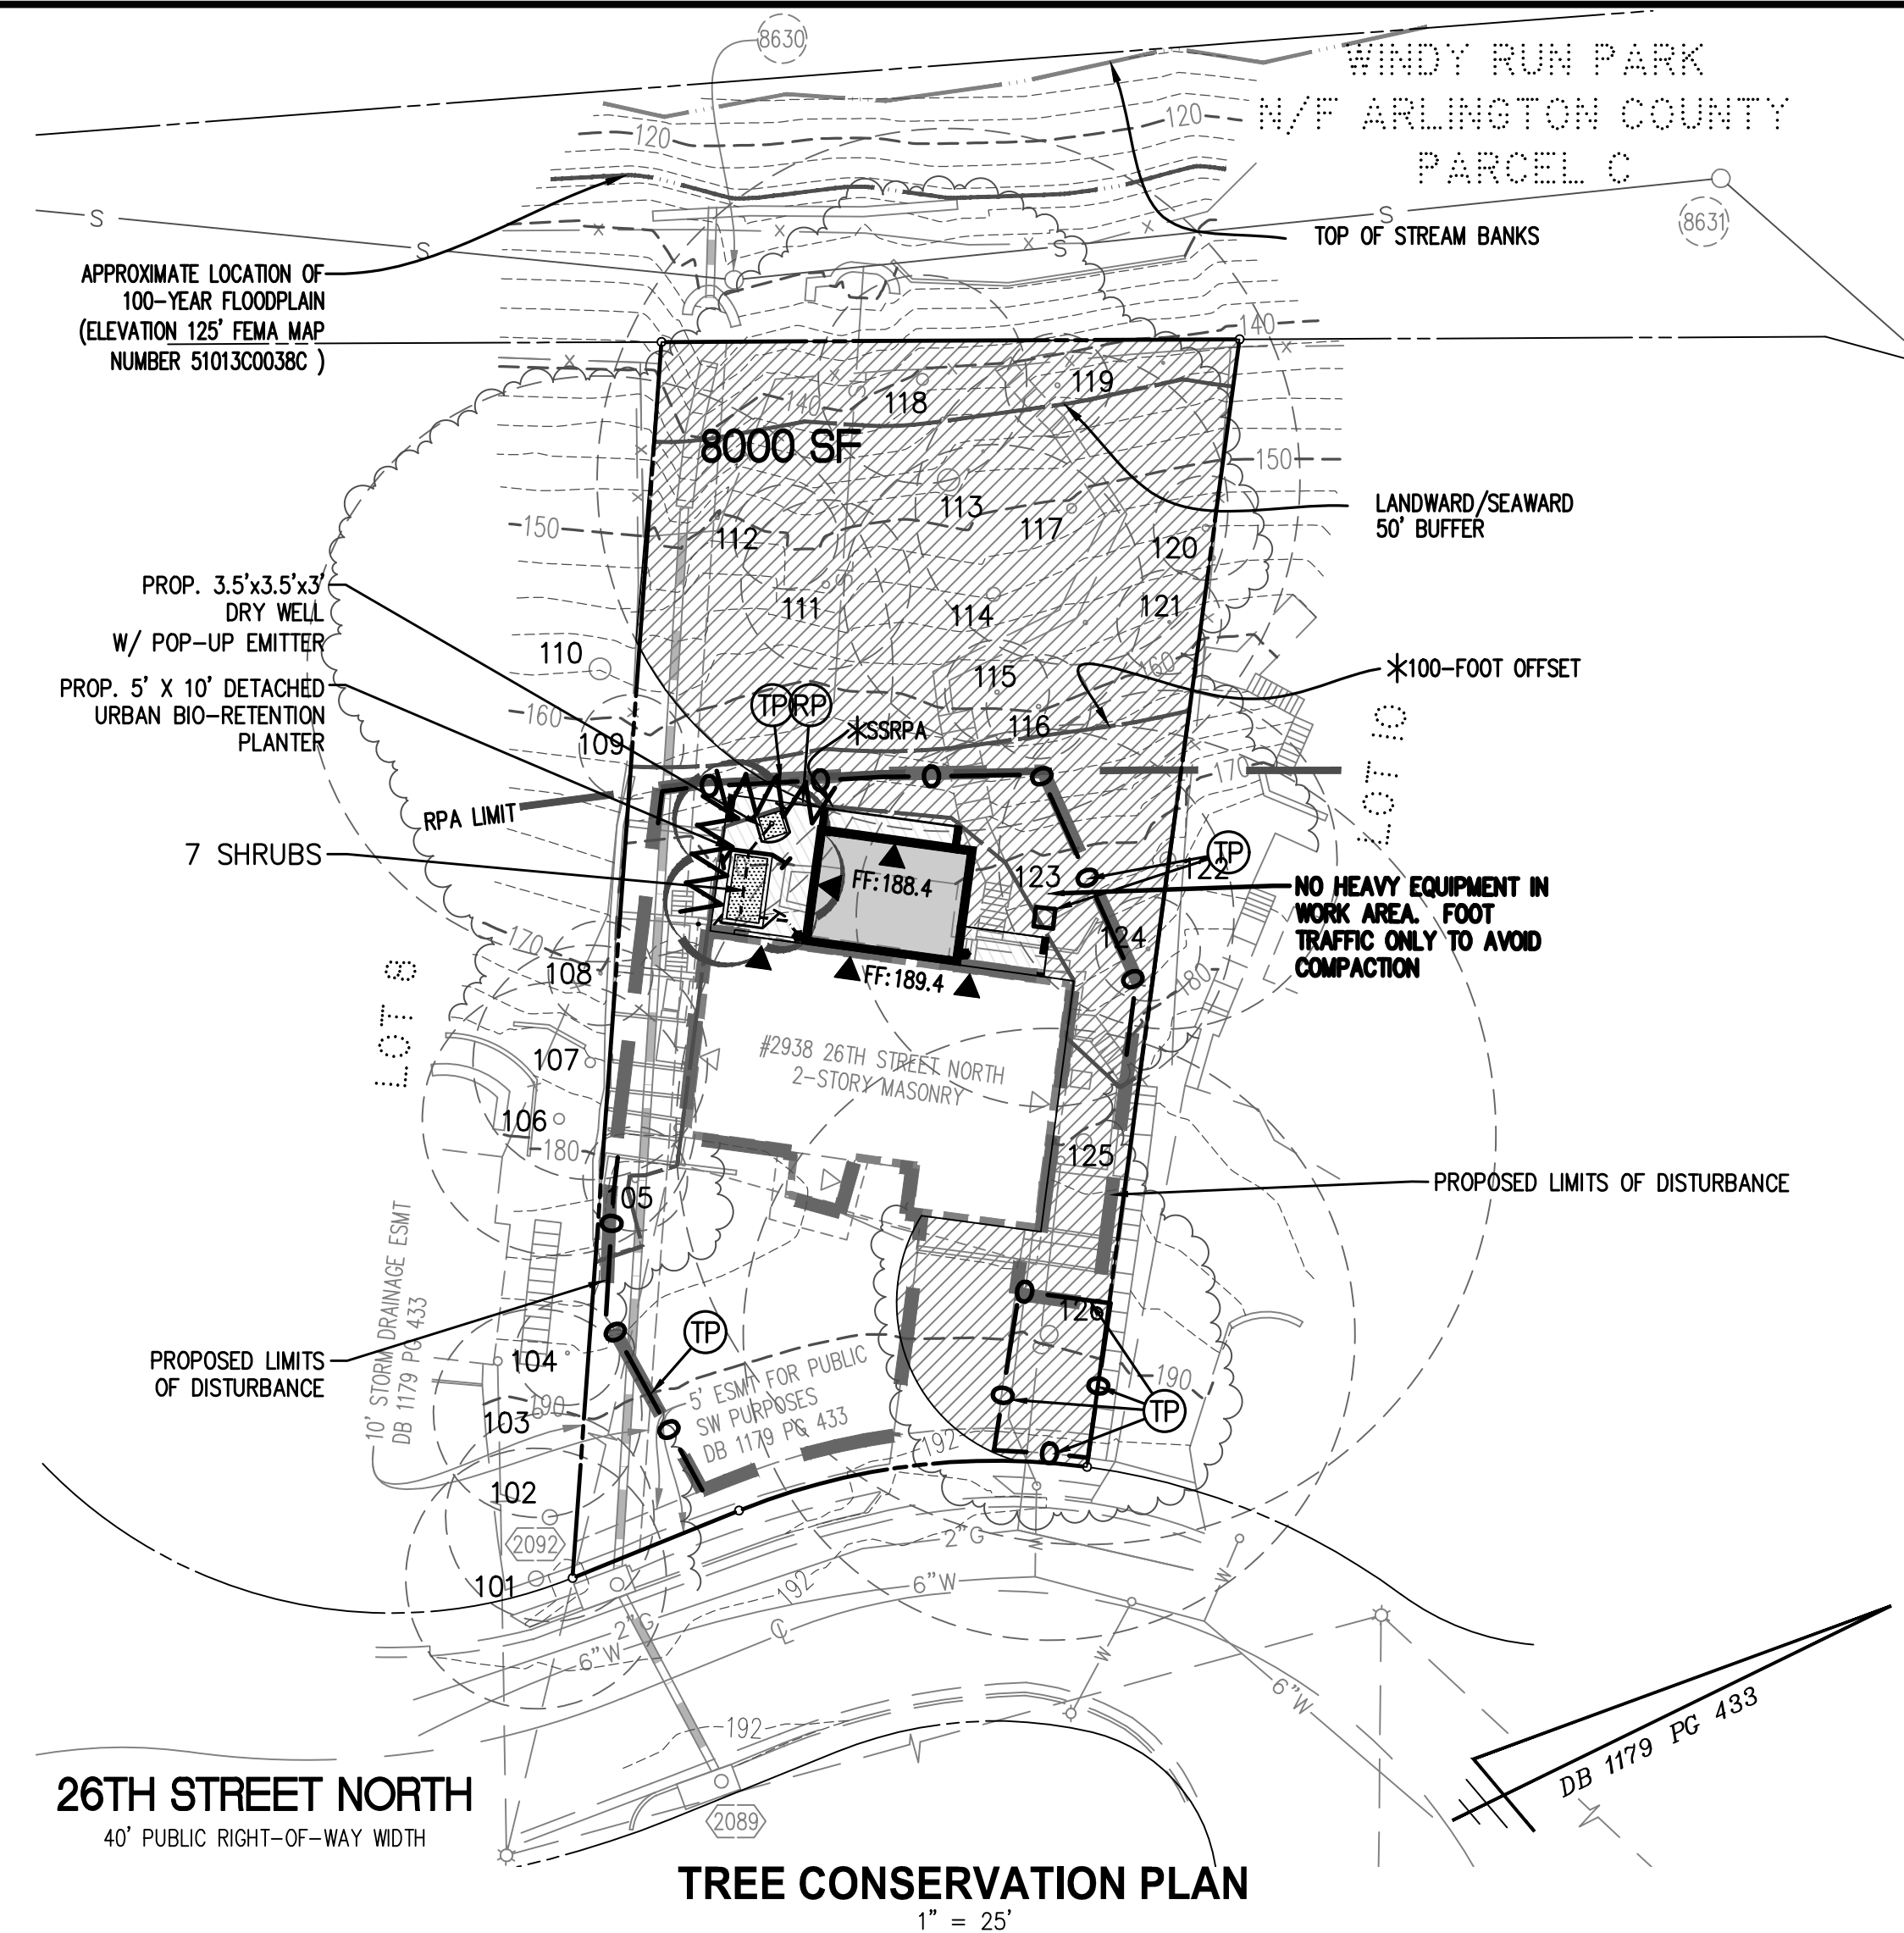 8630
WINDY RUN PARK
N/F ARLINGTON COUNTY
PARCEL C
120
120
S
S
S
S
8631
TOP OF STREAM BANKS
APPROXIMATE LOCATION OF
100-YEAR FLOODPLAIN
(ELEVATION 125' FEMA MAP
NUMBER 51013C0038C )
140
119
118
140
8000 SF
150
LANDWARD/SEAWARD
50' BUFFER
113
117
112
150
120
PROP. 3.5'x3.5'x3'
DRY WELL
W/ POP-UP EMITTER
111
114
121
110
115
160
*100-FOOT OFFSET
PROP. 5' X 10' DETACHED
URBAN BIO-RETENTION
PLANTER
160
TP
RP
*SSRPA
116
LOT 10
109
170
RPA LIMIT
7 SHRUBS
TP
122
123
FF:188.4
NO HEAVY EQUIPMENT IN
WORK AREA. FOOT
TRAFFIC ONLY TO AVOID
COMPACTION
124
170
108
FF:189.4
180
LOT 8
107
#2938 26TH STREET NORTH
2-STORY MASONRY
106
180
125
105
PROPOSED LIMITS OF DISTURBANCE
10' STORM DRAINAGE ESMT
DB 1179 PG 433
126
TP
PROPOSED LIMITS
OF DISTURBANCE
104
5' ESMT FOR PUBLIC
SW PURPOSES
DB 1179 PG 433
190
190
103
TP
192
102
2092
2"G
101
6"W
192
2"G
6"W
6"W
192
DB 1179 PG 433
26TH STREET NORTH
40' PUBLIC RIGHT-OF-WAY WIDTH
2089
TREE CONSERVATION PLAN
1" = 25'